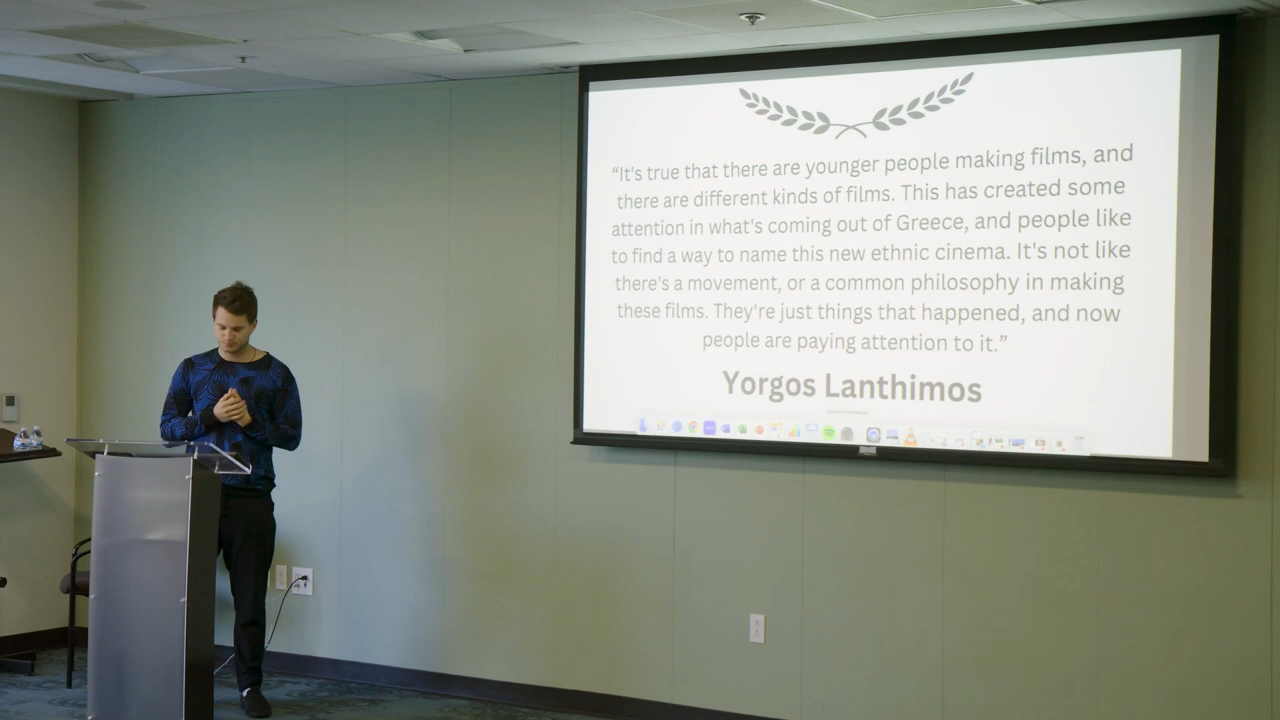 “It's true that there are younger people making films, and
there are different kinds of films. This has created some
attention in what's coming out of Greece, and people like
to find a way to name this new ethnic cinema. It's not like
there's a movement, or a common philosophy in making
these films. They're just things that happened, and now
people are paying attention to it.”
Yorgos Lanthimos